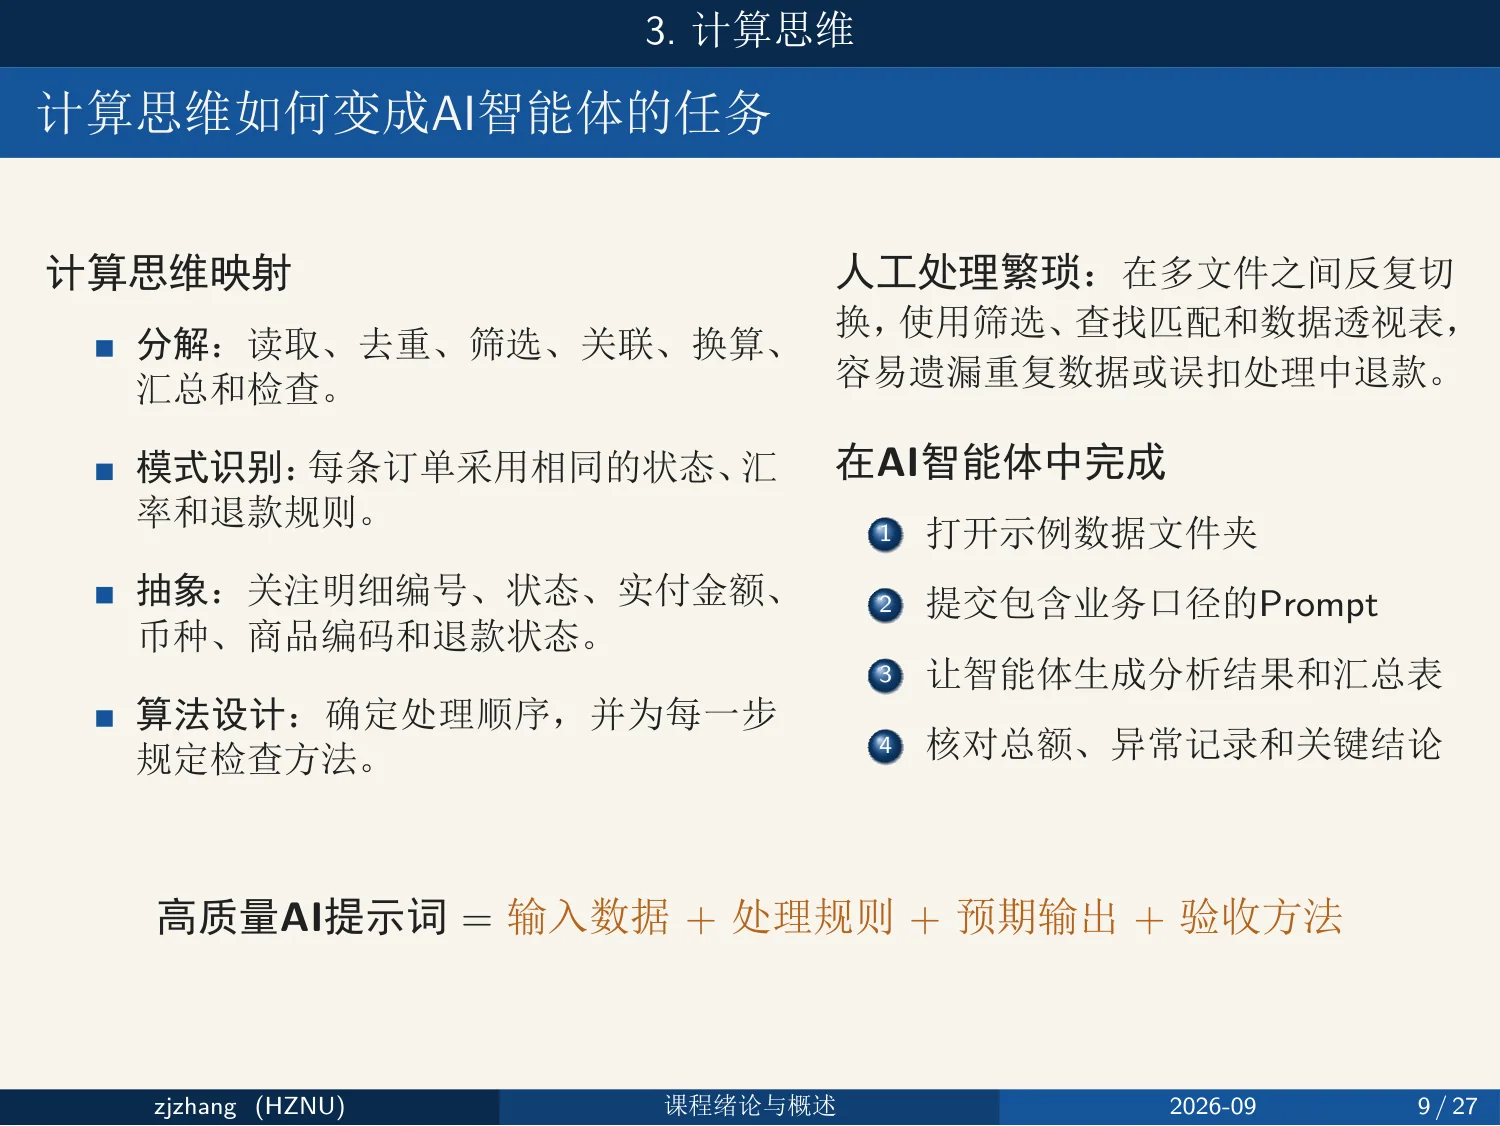 3. 计算思维
计算思维如何变成AI智能体的任务
计算思维映射
分解：读取、去重、筛选、关联、换算、
汇总和检查。
模式识别：每条订单采用相同的状态、汇
率和退款规则。
抽象：关注明细编号、状态、实付金额、
币种、商品编码和退款状态。
算法设计：确定处理顺序，并为每一步
规定检查方法。
人工处理繁琐：在多文件之间反复切
换，使用筛选、查找匹配和数据透视表，
容易遗漏重复数据或误扣处理中退款。
在AI智能体中完成
1 打开示例数据文件夹
2 提交包含业务口径的Prompt
3 让智能体生成分析结果和汇总表
4 核对总额、异常记录和关键结论
高质量AI提示词 = 输入数据 + 处理规则 + 预期输出 + 验收方法
zjzhang (HZNU) 课程绪论与概述 2026-09 9 / 27